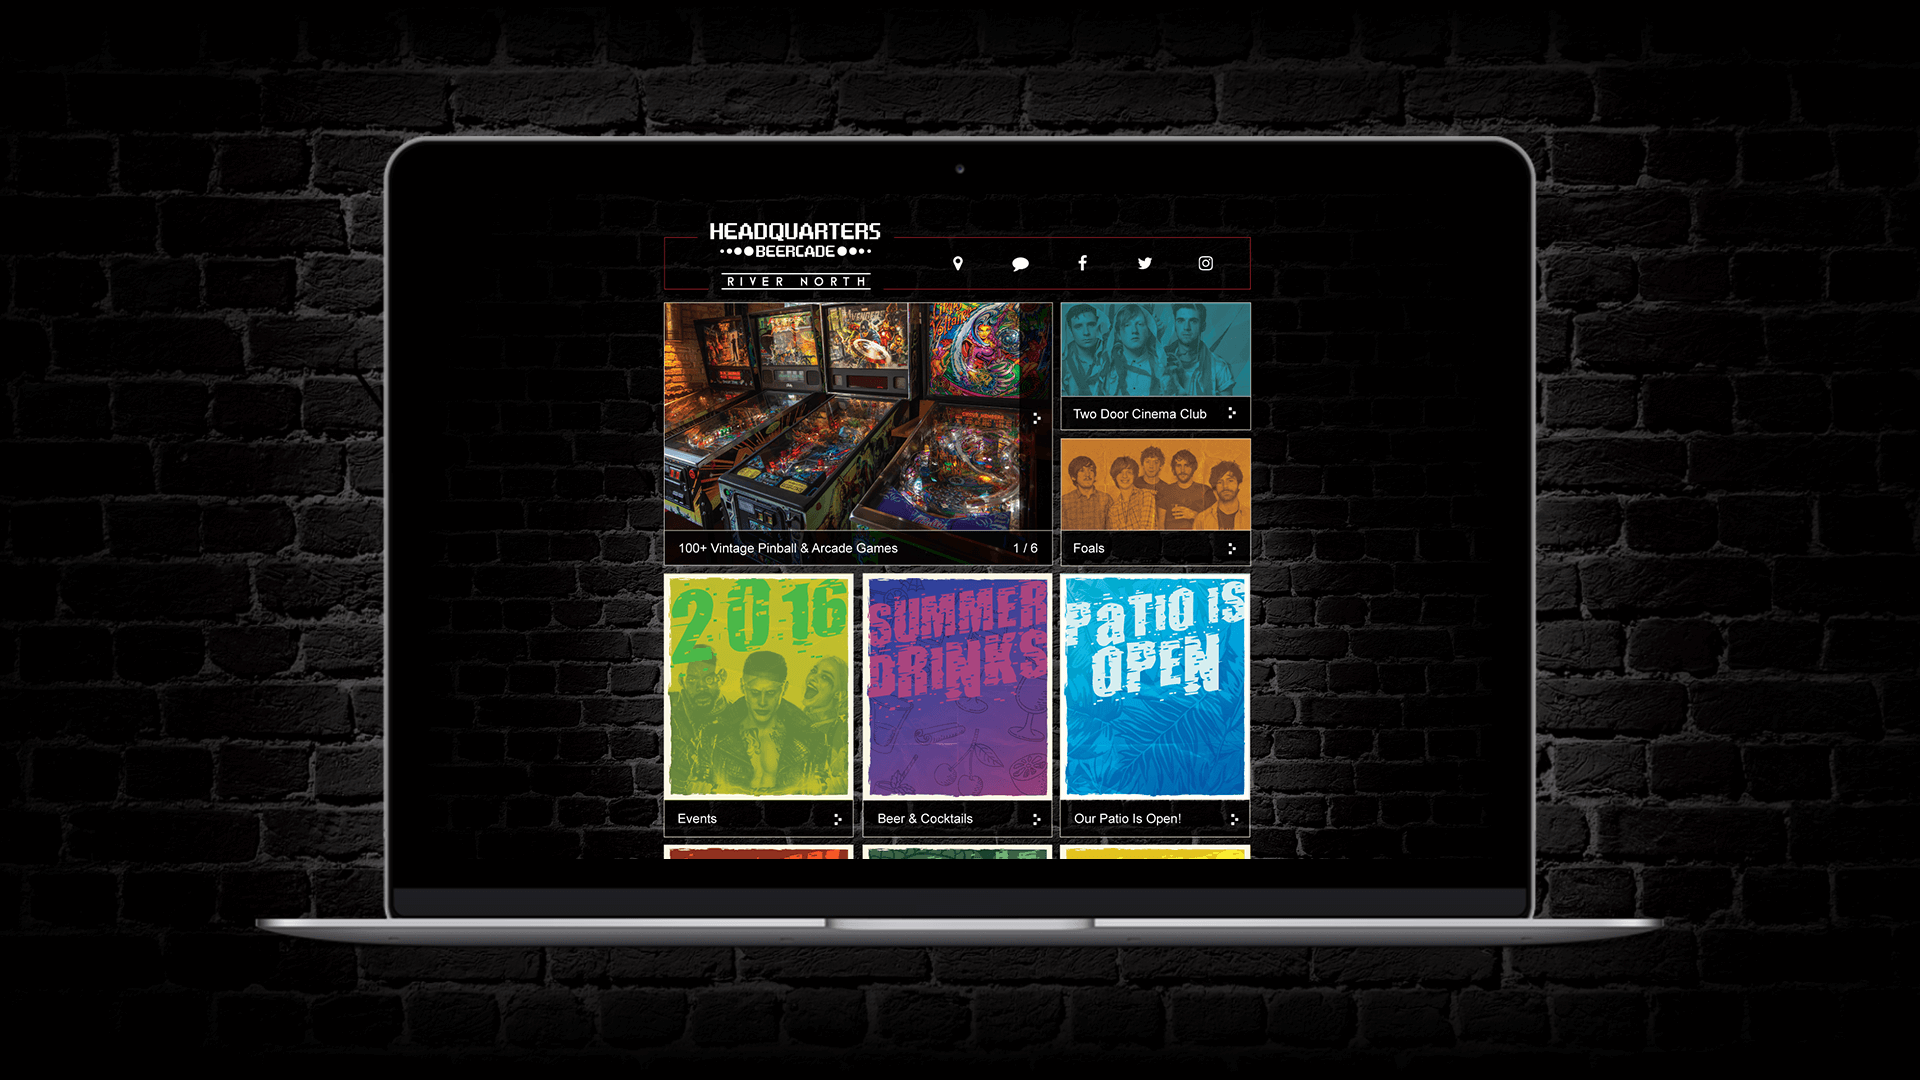 HEADQUARTERS
BEERCADE
RIVER NORTH
Two Door Cinema Club
100+ Vintage Pinball & Arcade Games
1 / 6
Foals
2016
SUMMER
DRINKS
PATIO IS
OPEN
Events
Beer & Cocktails
Our Patio Is Open!